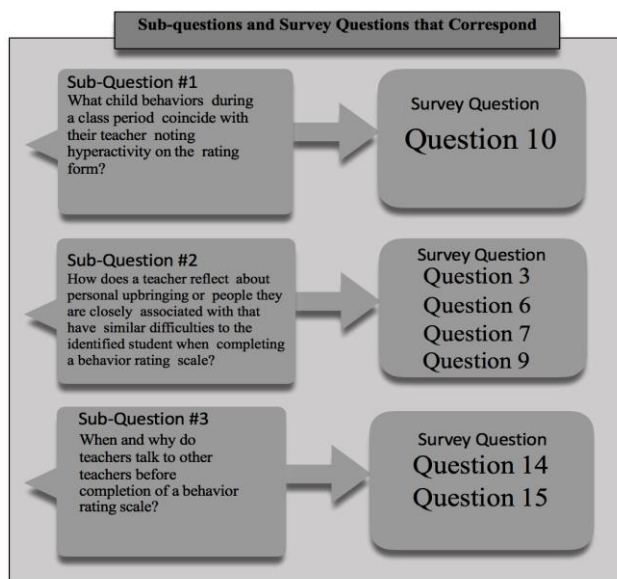 Sub-questions and Survey Questions that Correspond
Sub-Question #1
What child behaviors during
a class period coincide with
their teacher noting
hyperactivity on the rating
form?
Survey Question
Question 10
Sub-Question #2
How does a teacher reflect about
personal upbringing or people they
are closely associated with that
have similar difficulties to the
identified student when completing
a behavior rating scale?
Survey Question
Question 3
Question 6
Question 7
Question 9
Sub-Question #3
When and why do
teachers talk to other
teachers before
completion of a behavior
rating scale?
Survey Question
Question 14
Question 15